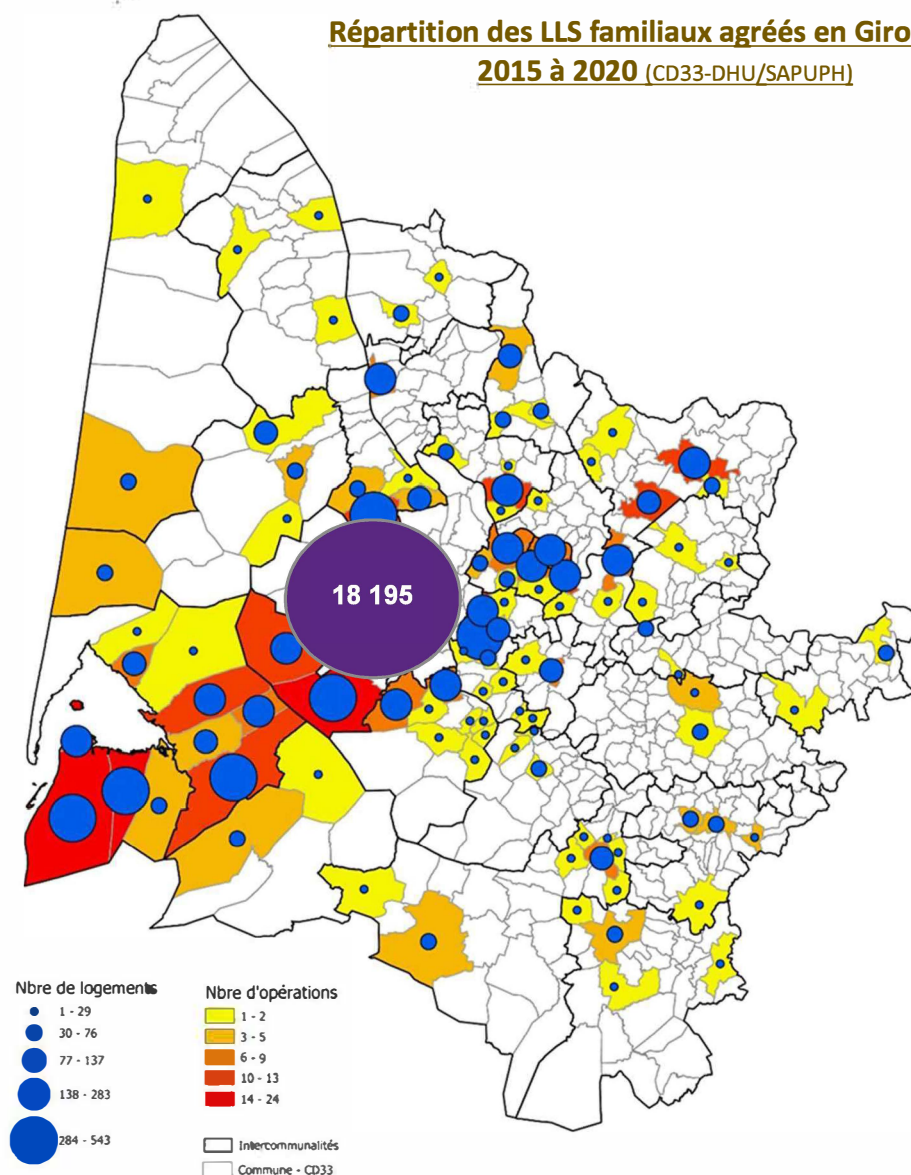 Répartition des LLS familiaux agréés en Giro
2015 à 2020 (CD33-DHU/SAPUPH)
18 195
Nbre de logements
1 - 29
30 - 76
77 - 137
138 - 283
284 - 543
Nbre d'opérations
1 - 2
3 - 5
6 - 9
10 - 13
14 - 24
Intercommunalités
Commune - CD33